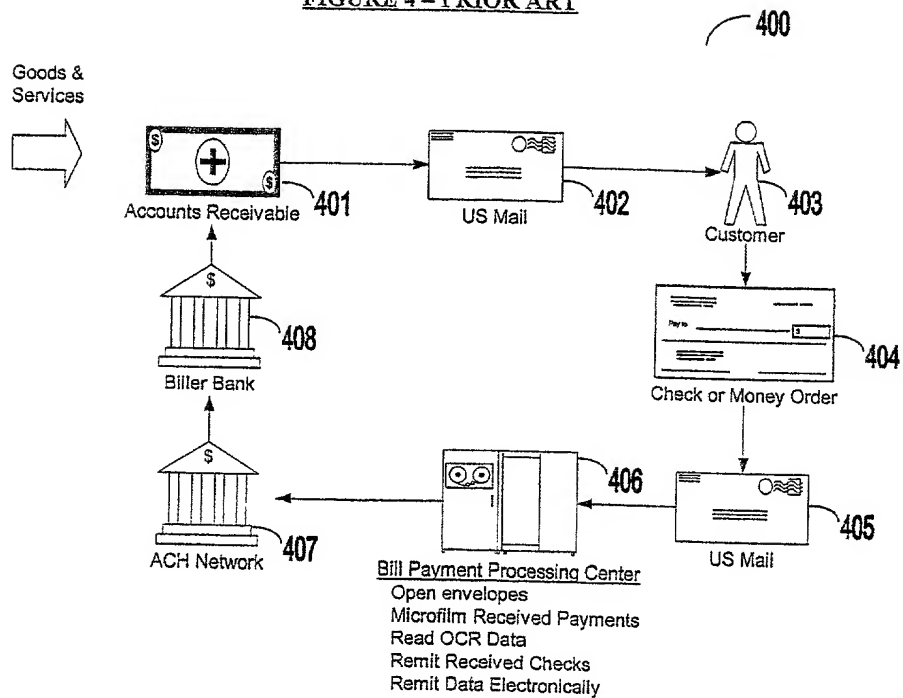 FIGURE 4 – PRIOR ART
400
Goods &
Services
401
Accounts Receivable
402
US Mail
403
Customer
Pay to
$
404
Check or Money Order
405
US Mail
406
Bill Payment Processing Center
Open envelopes
Microfilm Received Payments
Read OCR Data
Remit Received Checks
Remit Data Electronically
$
407
ACH Network
$
408
Biller Bank
$
$